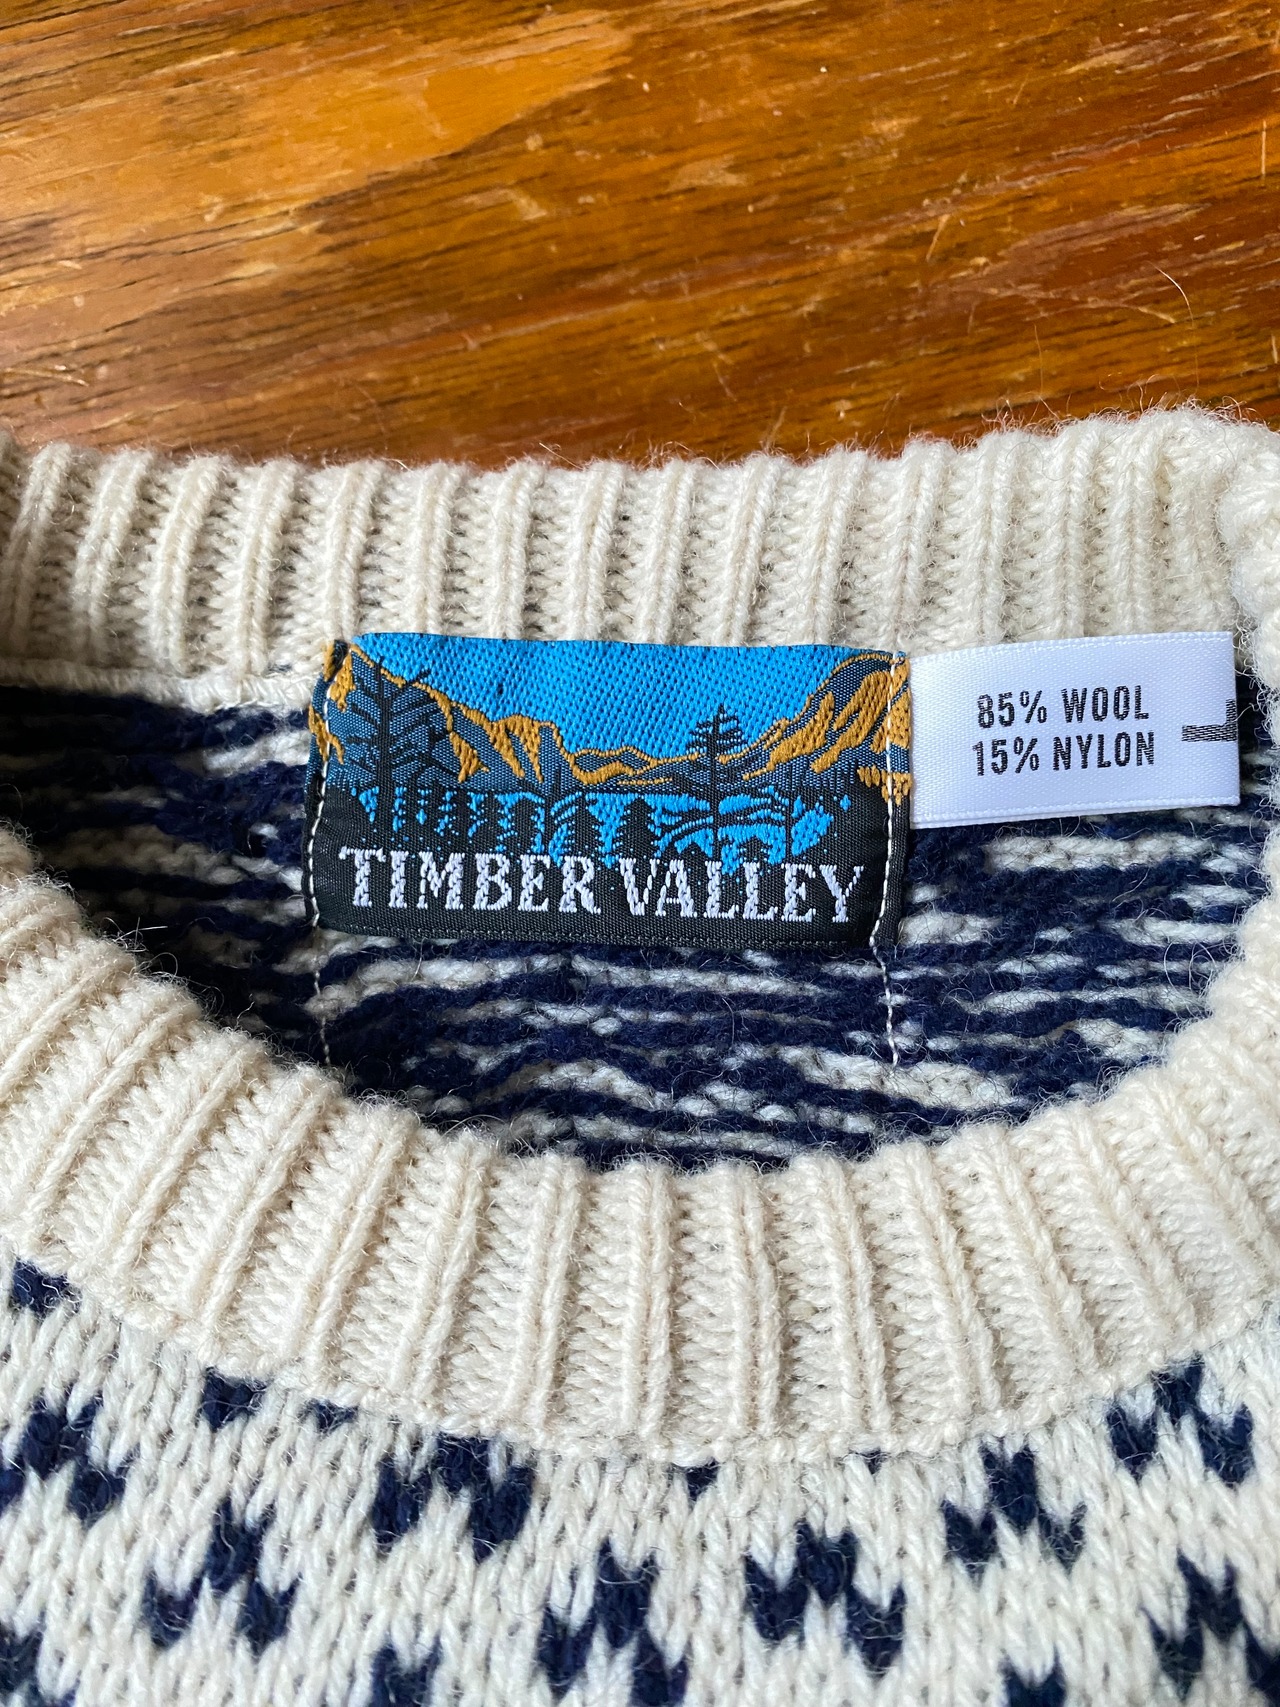 TIMBER VALLEY
85% WOOL
15% NYLON
L